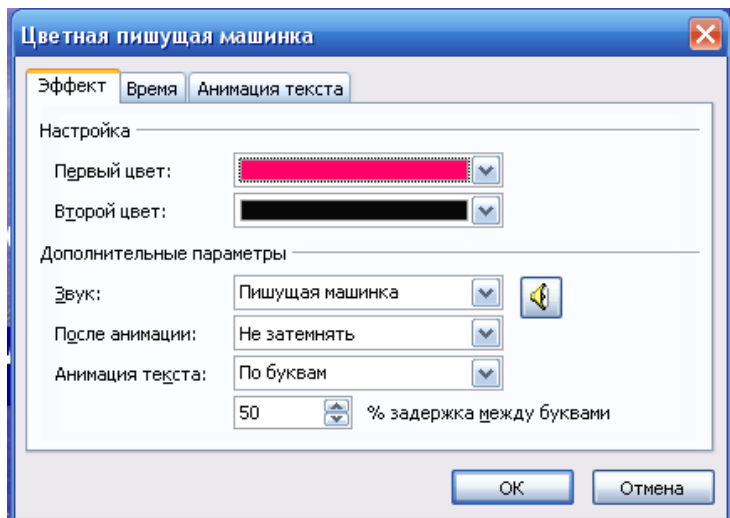 Цветная пишущая машинка
Эффект Время Анимация текста
Настройка
Первый цвет:
Второй цвет:
Дополнительные параметры
Звук: Пишущая машинка
После анимации: Не затемнять
Анимация текста: По буквам
50 % задержка между буквами
ОК Отмена